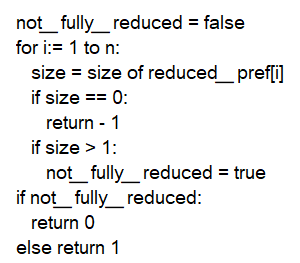 not__fully__reduced = false
for i:= 1 to n:
size = size of reduced__pref[i]
if size == 0:
return - 1
if size > 1:
not__fully__reduced = true
if not__fully__reduced:
return 0
else return 1